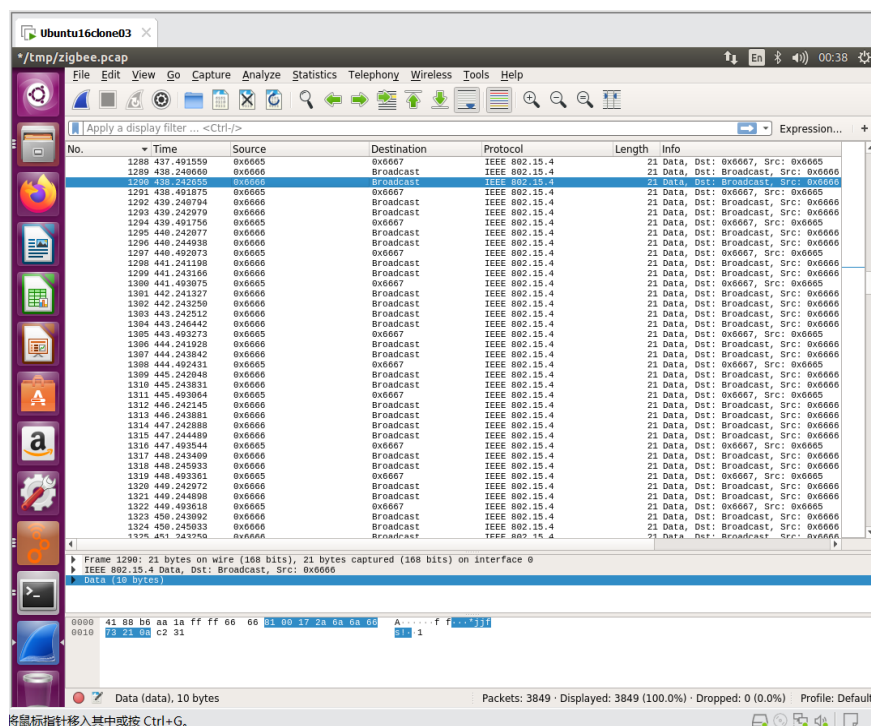 Ubuntu16clone03
*/tmp/zigbee.pcap
En
00:38
File Edit View Go Capture Analyze Statistics Telephony Wireless Tools Help
Apply a display filter ... <Ctrl-/>
Expression... +
No. Time Source Destination Protocol Length Info
1288 437.491559 0x6665 0x6667 IEEE 802.15.4 21 Data, Dst: 0x6667, Src: 0x6665
1289 438.240660 0x6666 Broadcast IEEE 802.15.4 21 Data, Dst: Broadcast, Src: 0x6666
1290 438.242655 0x6666 Broadcast IEEE 802.15.4 21 Data, Dst: Broadcast, Src: 0x6666
1291 438.491875 0x6665 0x6667 IEEE 802.15.4 21 Data, Dst: 0x6667, Src: 0x6665
1292 439.240794 0x6666 Broadcast IEEE 802.15.4 21 Data, Dst: Broadcast, Src: 0x6666
1293 439.242979 0x6666 Broadcast IEEE 802.15.4 21 Data, Dst: Broadcast, Src: 0x6666
1294 439.491756 0x6665 0x6667 IEEE 802.15.4 21 Data, Dst: 0x6667, Src: 0x6665
1295 440.242077 0x6666 Broadcast IEEE 802.15.4 21 Data, Dst: Broadcast, Src: 0x6666
1296 440.244938 0x6666 Broadcast IEEE 802.15.4 21 Data, Dst: Broadcast, Src: 0x6666
1297 440.492073 0x6665 0x6667 IEEE 802.15.4 21 Data, Dst: 0x6667, Src: 0x6665
1298 441.241198 0x6666 Broadcast IEEE 802.15.4 21 Data, Dst: Broadcast, Src: 0x6666
1299 441.243166 0x6666 Broadcast IEEE 802.15.4 21 Data, Dst: Broadcast, Src: 0x6666
1300 441.493075 0x6665 0x6667 IEEE 802.15.4 21 Data, Dst: 0x6667, Src: 0x6665
1301 442.241327 0x6666 Broadcast IEEE 802.15.4 21 Data, Dst: Broadcast, Src: 0x6666
1302 442.243250 0x6666 Broadcast IEEE 802.15.4 21 Data, Dst: Broadcast, Src: 0x6666
1303 443.242512 0x6666 Broadcast IEEE 802.15.4 21 Data, Dst: Broadcast, Src: 0x6666
1304 443.246442 0x6666 Broadcast IEEE 802.15.4 21 Data, Dst: Broadcast, Src: 0x6666
1305 443.493273 0x6665 0x6667 IEEE 802.15.4 21 Data, Dst: 0x6667, Src: 0x6665
1306 444.241928 0x6666 Broadcast IEEE 802.15.4 21 Data, Dst: Broadcast, Src: 0x6666
1307 444.243842 0x6666 Broadcast IEEE 802.15.4 21 Data, Dst: Broadcast, Src: 0x6666
1308 444.492431 0x6665 0x6667 IEEE 802.15.4 21 Data, Dst: 0x6667, Src: 0x6665
1309 445.242048 0x6666 Broadcast IEEE 802.15.4 21 Data, Dst: Broadcast, Src: 0x6666
1310 445.243831 0x6666 Broadcast IEEE 802.15.4 21 Data, Dst: Broadcast, Src: 0x6666
1311 445.493064 0x6665 0x6667 IEEE 802.15.4 21 Data, Dst: 0x6667, Src: 0x6665
1312 446.242145 0x6666 Broadcast IEEE 802.15.4 21 Data, Dst: Broadcast, Src: 0x6666
1313 446.243881 0x6666 Broadcast IEEE 802.15.4 21 Data, Dst: Broadcast, Src: 0x6666
1314 447.242888 0x6666 Broadcast IEEE 802.15.4 21 Data, Dst: Broadcast, Src: 0x6666
1315 447.244489 0x6666 Broadcast IEEE 802.15.4 21 Data, Dst: Broadcast, Src: 0x6666
1316 447.493544 0x6665 0x6667 IEEE 802.15.4 21 Data, Dst: 0x6667, Src: 0x6665
1317 448.243409 0x6666 Broadcast IEEE 802.15.4 21 Data, Dst: Broadcast, Src: 0x6666
1318 448.245933 0x6666 Broadcast IEEE 802.15.4 21 Data, Dst: Broadcast, Src: 0x6666
1319 448.493361 0x6665 0x6667 IEEE 802.15.4 21 Data, Dst: 0x6667, Src: 0x6665
1320 449.242972 0x6666 Broadcast IEEE 802.15.4 21 Data, Dst: Broadcast, Src: 0x6666
1321 449.244898 0x6666 Broadcast IEEE 802.15.4 21 Data, Dst: Broadcast, Src: 0x6666
1322 449.493618 0x6665 0x6667 IEEE 802.15.4 21 Data, Dst: 0x6667, Src: 0x6665
1323 450.243092 0x6666 Broadcast IEEE 802.15.4 21 Data, Dst: Broadcast, Src: 0x6666
1324 450.245033 0x6666 Broadcast IEEE 802.15.4 21 Data, Dst: Broadcast, Src: 0x6666
1325 451.243259 0x6666 Broadcast IEEE 802.15.4 21 Data, Dst: Broadcast, Src: 0x6666
Frame 1290: 21 bytes on wire (168 bits), 21 bytes captured (168 bits) on interface 0
IEEE 802.15.4 Data, Dst: Broadcast, Src: 0x6666
Data (10 bytes)
0000 41 88 b6 aa 1a ff ff 66 66 81 00 17 2a 6a 6a 66 A······f f···*jjf
0010 73 21 0a c2 31 s!··1
Data (data), 10 bytes
Packets: 3849 · Displayed: 3849 (100.0%) · Dropped: 0 (0.0%)
Profile: Default
将鼠标指针移入其中或按 Ctrl+G。